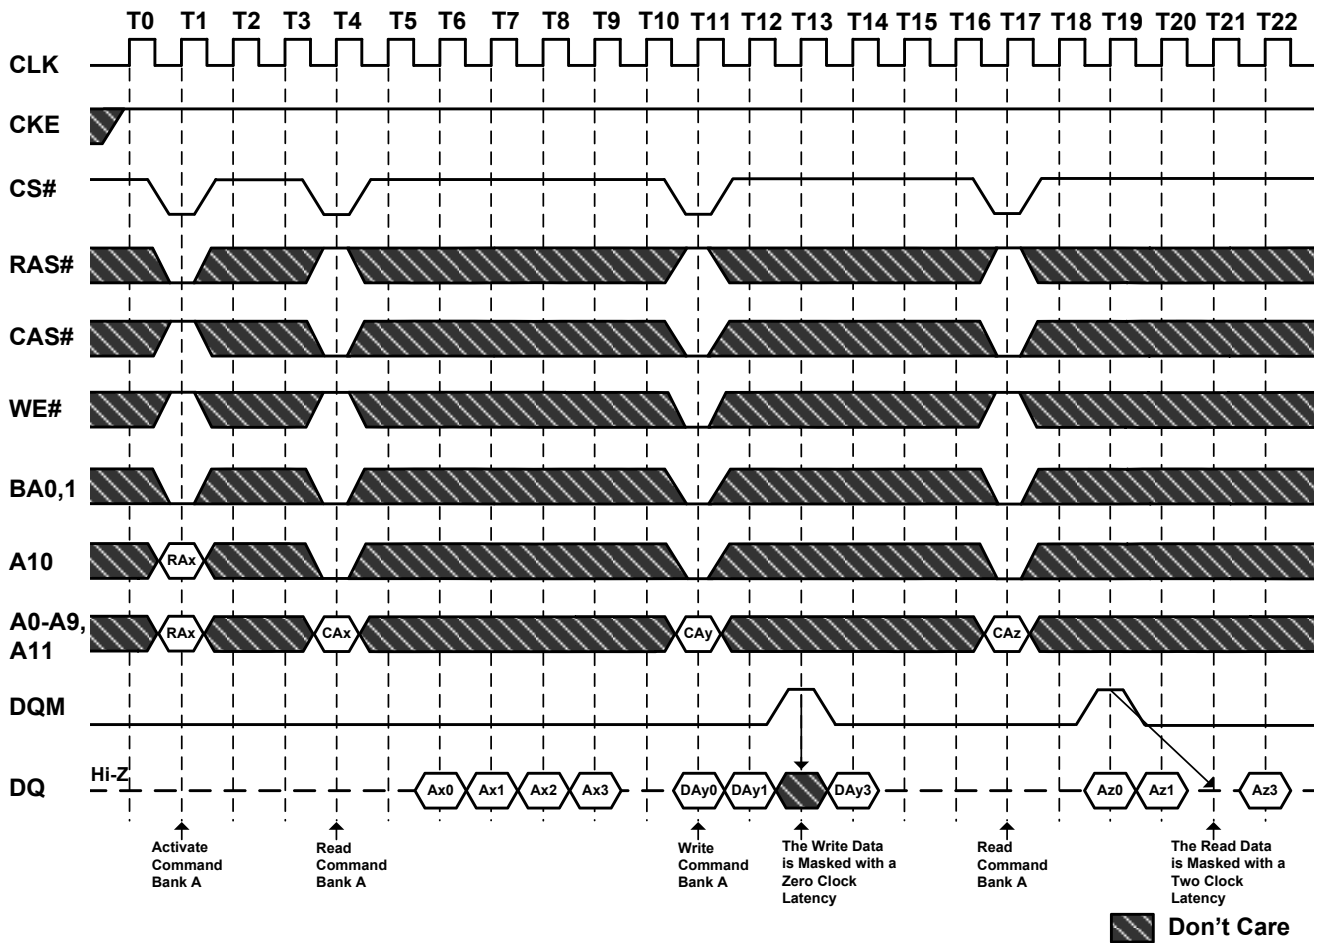 T0 T1 T2 T3 T4 T5 T6 T7 T8 T9 T10 T11 T12 T13 T14 T15 T16 T17 T18 T19 T20 T21 T22
CLK
CKE
CS#
RAS#
CAS#
WE#
BA0,1
A10 RAx
A0-A9,
A11 RAx CAx CAy CAz
DQM
Hi-Z
DQ Ax0 Ax1 Ax2 Ax3 DAy0 DAy1 DAy3 Az0 Az1 Az3
Activate
Command
Bank A
Read
Command
Bank A
Write
Command
Bank A
The Write Data
is Masked with a
Zero Clock
Latency
Read
Command
Bank A
The Read Data
is Masked with a
Two Clock
Latency
Don't Care